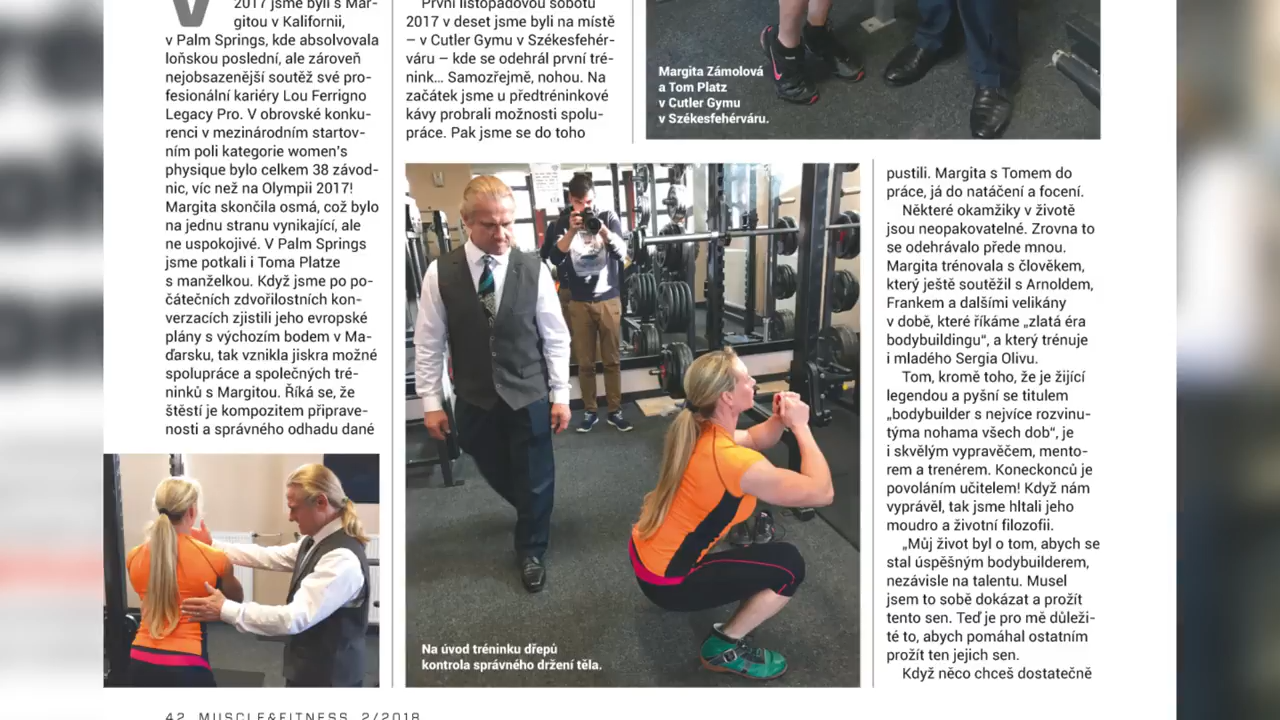 V
2017 jsme byli s Mar-
gitou v Kalifornii,
v Palm Springs, kde absolvovala
loňskou poslední, ale zároveň
nejobsazenější soutěž své pro-
fesionální kariéry Lou Ferrigno
Legacy Pro. V obrovské konku-
renci v mezinárodním startov-
ním poli kategorie women's
physique bylo celkem 38 závod-
nic, víc než na Olympii 2017!
Margita skončila osmá, což bylo
na jednu stranu vynikající, ale
ne uspokojivé. V Palm Springs
jsme potkali i Toma Platze
s manželkou. Když jsme po po-
čátečních zdvořilostních kon-
verzacích zjistili jeho evropské
plány s výchozím bodem v Ma-
ďarsku, tak vznikla jiskra možné
spolupráce a společných tré-
ninků s Margitou. Říká se, že
štěstí je kompozitem připrave-
nosti a správného odhadu dané
První listopadovou sobotu
2017 v deset jsme byli na místě
– v Cutler Gymu v Székesfehér-
váru – kde se odehrál první tré-
nink... Samozřejmě, nohou. Na
začátek jsme u předtréninkové
kávy probrali možnosti spolu-
práce. Pak jsme se do toho
Margita Zámolová
a Tom Platz
v Cutler Gymu
v Székesfehérváru.
Na úvod tréninku dřepů
kontrola správného držení těla.
pustili. Margita s Tomem do
práce, já do natáčení a focení.
Některé okamžiky v životě
jsou neopakovatelné. Zrovna to
se odehrávalo přede mnou.
Margita trénovala s člověkem,
který ještě soutěžil s Arnoldem,
Frankem a dalšími velikány
v době, které říkáme „zlatá éra
bodybuildingu“, a který trénuje
i mladého Sergia Olivu.
Tom, kromě toho, že je žijící
legendou a pyšní se titulem
„bodybuilder s nejvíce rozvinu-
týma nohama všech dob“, je
i skvělým vypravěčem, mento-
rem a trenérem. Koneckonců je
povoláním učitelem! Když nám
vyprávěl, tak jsme hltali jeho
moudro a životní filozofii.
„Můj život byl o tom, abych se
stal úspěšným bodybuilderem,
nezávisle na talentu. Musel
jsem to sobě dokázat a prožít
tento sen. Teď je pro mě důleži-
té to, abych pomáhal ostatním
prožít ten jejich sen.
Když něco chceš dostatečně
42 MUSCLE&FITNESS 2/2018